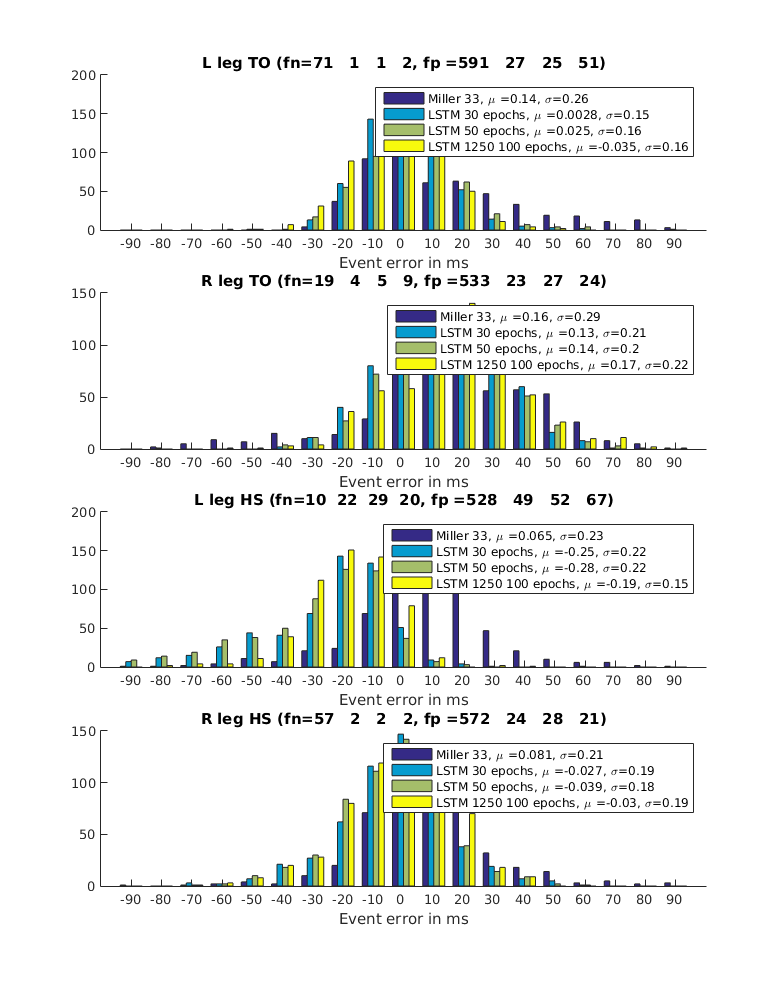 L leg TO (fn=71   1   1   2, fp =591   27   25   51)
200
150
100
50
0
Miller 33, μ =0.14, σ=0.26
LSTM 30 epochs, μ =0.0028, σ=0.15
LSTM 50 epochs, μ =0.025, σ=0.16
LSTM 1250 100 epochs, μ =-0.035, σ=0.16
-90 -80 -70 -60 -50 -40 -30 -20 -10 0 10 20 30 40 50 60 70 80 90
Event error in ms
R leg TO (fn=19   4   5   9, fp =533   23   27   24)
150
100
50
0
Miller 33, μ =0.16, σ=0.29
LSTM 30 epochs, μ =0.13, σ=0.21
LSTM 50 epochs, μ =0.14, σ=0.2
LSTM 1250 100 epochs, μ =0.17, σ=0.22
-90 -80 -70 -60 -50 -40 -30 -20 -10 0 10 20 30 40 50 60 70 80 90
Event error in ms
L leg HS (fn=10   22   29   20, fp =528   49   52   67)
200
150
100
50
0
Miller 33, μ =0.065, σ=0.23
LSTM 30 epochs, μ =-0.25, σ=0.22
LSTM 50 epochs, μ =-0.28, σ=0.22
LSTM 1250 100 epochs, μ =-0.19, σ=0.15
-90 -80 -70 -60 -50 -40 -30 -20 -10 0 10 20 30 40 50 60 70 80 90
Event error in ms
R leg HS (fn=57   2   2   2, fp =572   24   28   21)
150
100
50
0
Miller 33, μ =0.081, σ=0.21
LSTM 30 epochs, μ =-0.027, σ=0.19
LSTM 50 epochs, μ =-0.039, σ=0.18
LSTM 1250 100 epochs, μ =-0.03, σ=0.19
-90 -80 -70 -60 -50 -40 -30 -20 -10 0 10 20 30 40 50 60 70 80 90
Event error in ms